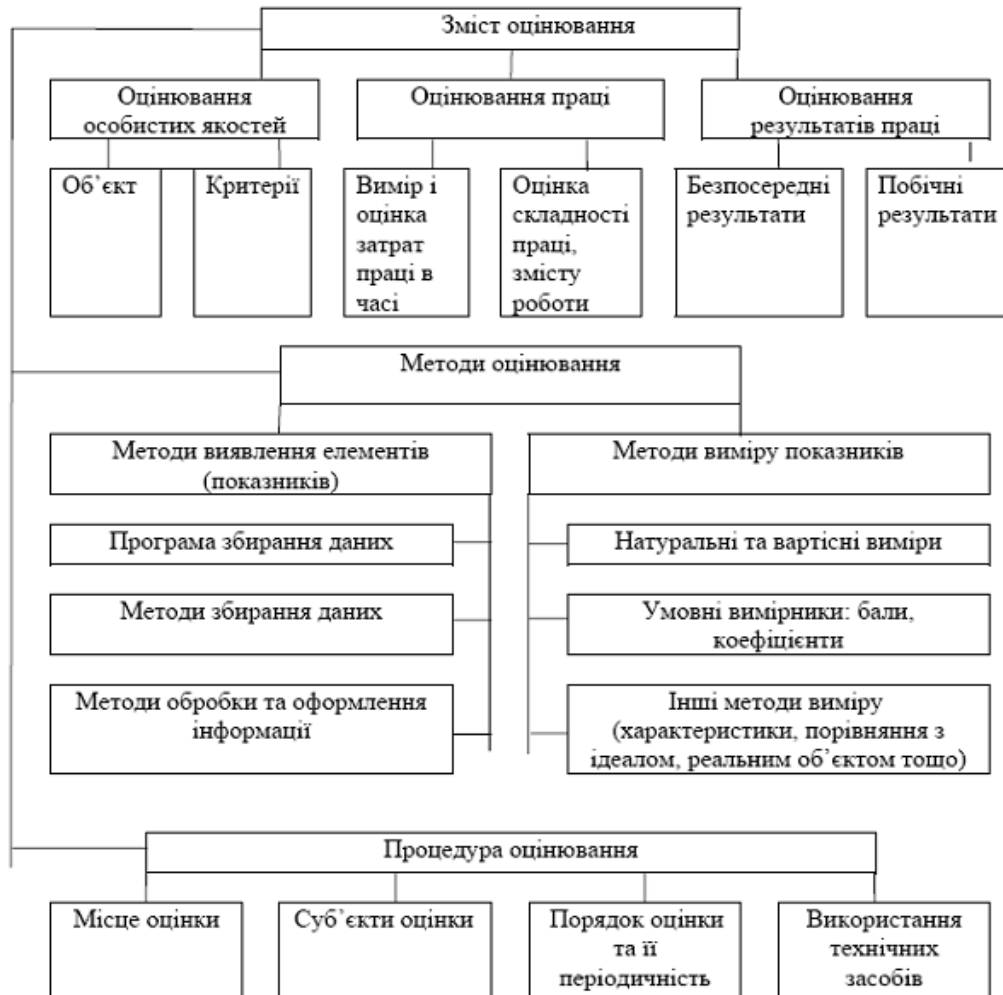 Зміст оцінювання
Оцінювання
особистих якостей
Оцінювання праці
Оцінювання
результатів праці
Об’єкт
Критерії
Вимір і
оцінка
затрат
праці в
часі
Оцінка
складності
праці,
змісту
роботи
Безпосередні
результати
Побічні
результати
Методи оцінювання
Методи виявлення елементів
(показників)
Методи виміру показників
Програма збирання даних
Натуральні та вартісні виміри
Методи збирання даних
Умовні вимірники: бали,
коефіцієнти
Методи обробки та оформлення
інформації
Інші методи виміру
(характеристики, порівняння з
ідеалом, реальним об’єктом тощо)
Процедура оцінювання
Місце оцінки
Суб’єкти оцінки
Порядок оцінки
та її
періодичність
Використання
технічних
засобів